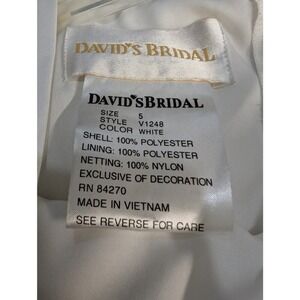 DAVID'S BRIDAL
DAVID'S BRIDAL
SIZE 5
STYLE V1248
COLOR WHITE
SHELL: 100% POLYESTER
LINING: 100% POLYESTER
NETTING: 100% NYLON
EXCLUSIVE OF DECORATION
RN 84270
MADE IN VIETNAM
SEE REVERSE FOR CARE